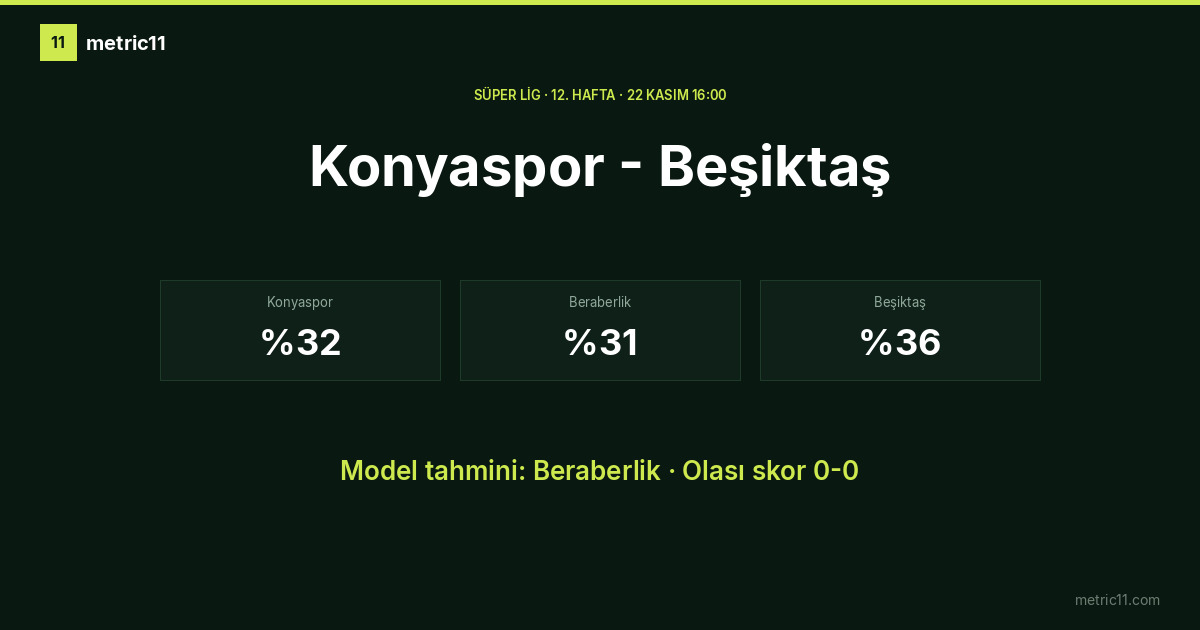 11 metric11
SÜPER LİG · 12. HAFTA · 22 KASIM 16:00
Konyaspor - Beşiktaş
Konyaspor
%32
Beraberlik
%31
Beşiktaş
%36
Model tahmini: Beraberlik · Olası skor 0-0
metric11.com